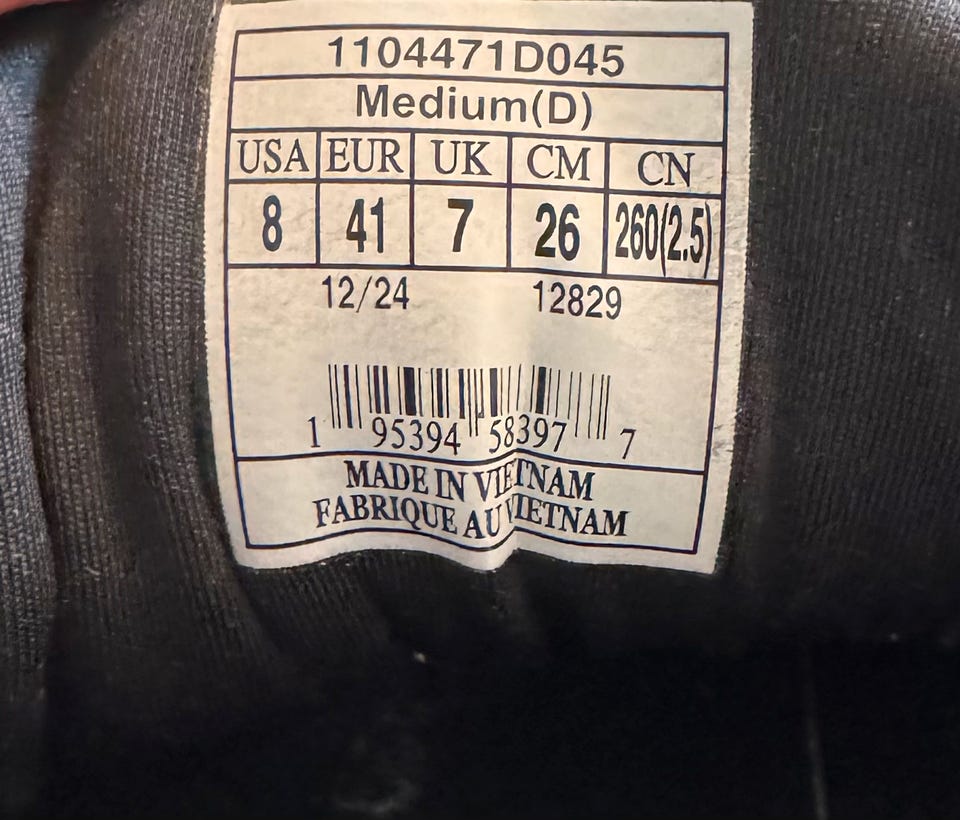 1104471D045
Medium(D)
USA EUR UK CM CN
8 41 7 26 260(2.5)
12/24 12829
1 95394 58397 7
MADE IN VIETNAM
FABRIQUE AU VIETNAM